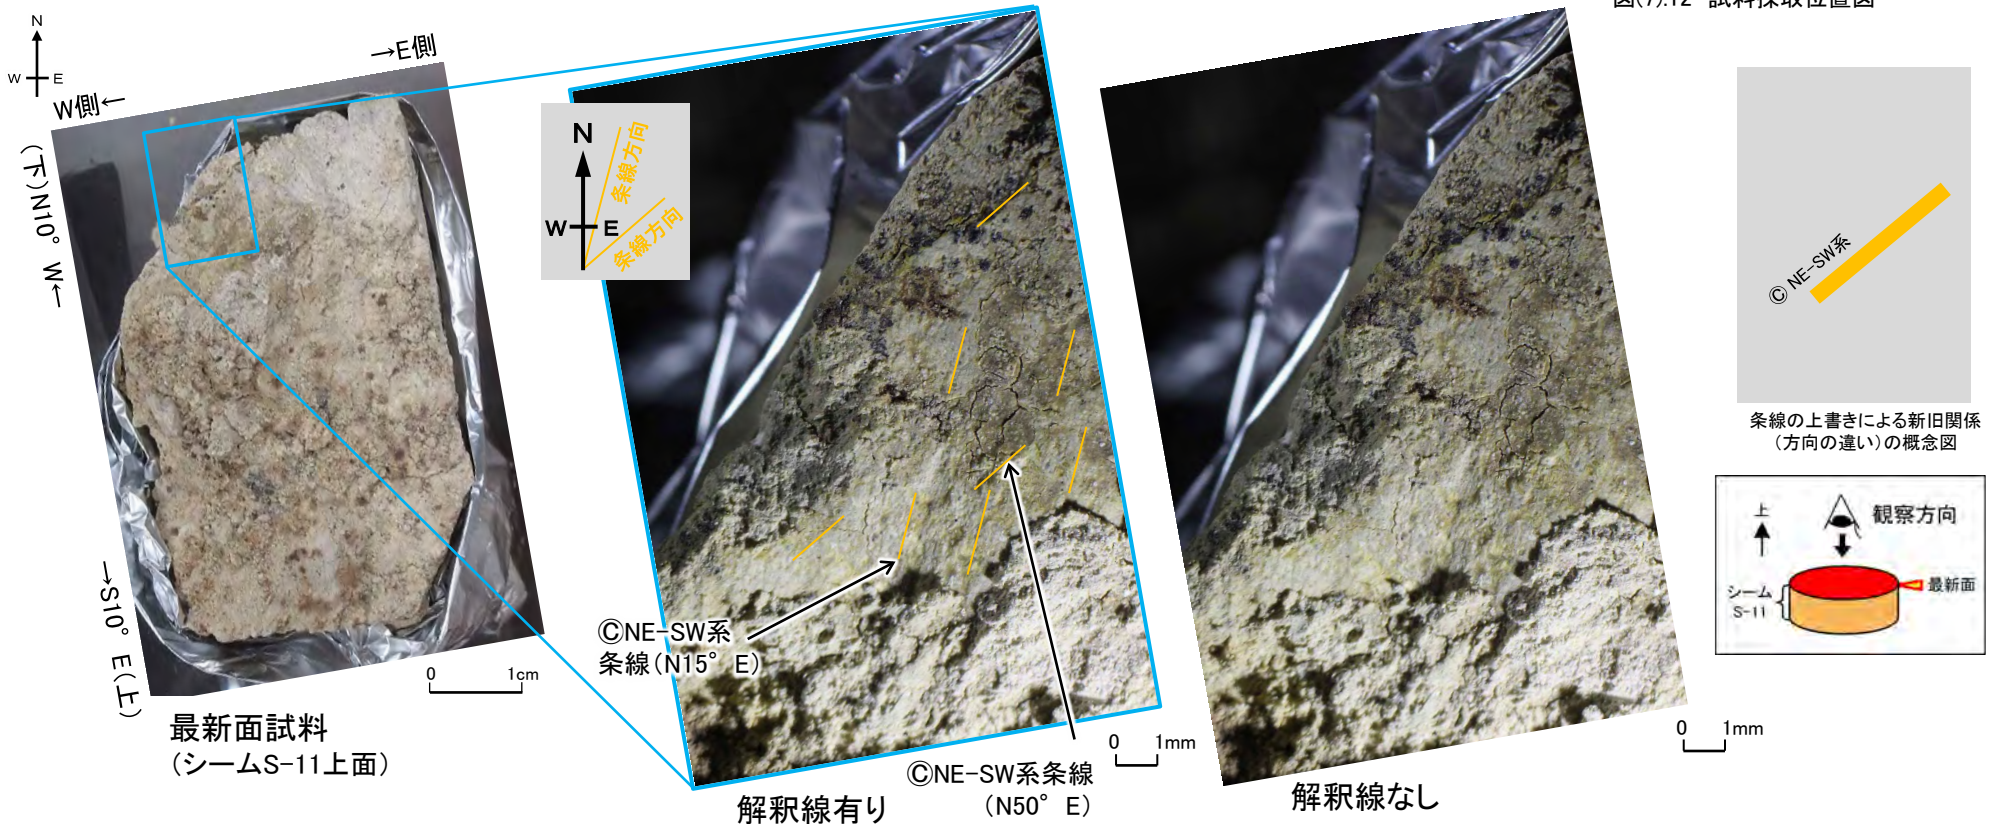 図(7).12 試料採取位置図
N
W E
→E側
W側←
(下)N10° W←
→S10° E(上)
0 1cm
最新面試料
(シームS-11上面)
N
W E
条線方向
条線方向
ⒸNE-SW系
条線(N15° E)
ⒸNE-SW系条線
(N50° E)
0 1mm
解釈線有り
0 1mm
解釈線なし
Ⓒ NE-SW系
条線の上書きによる新旧関係
(方向の違い)の概念図
上
観察方向
シーム
S-11
最新面